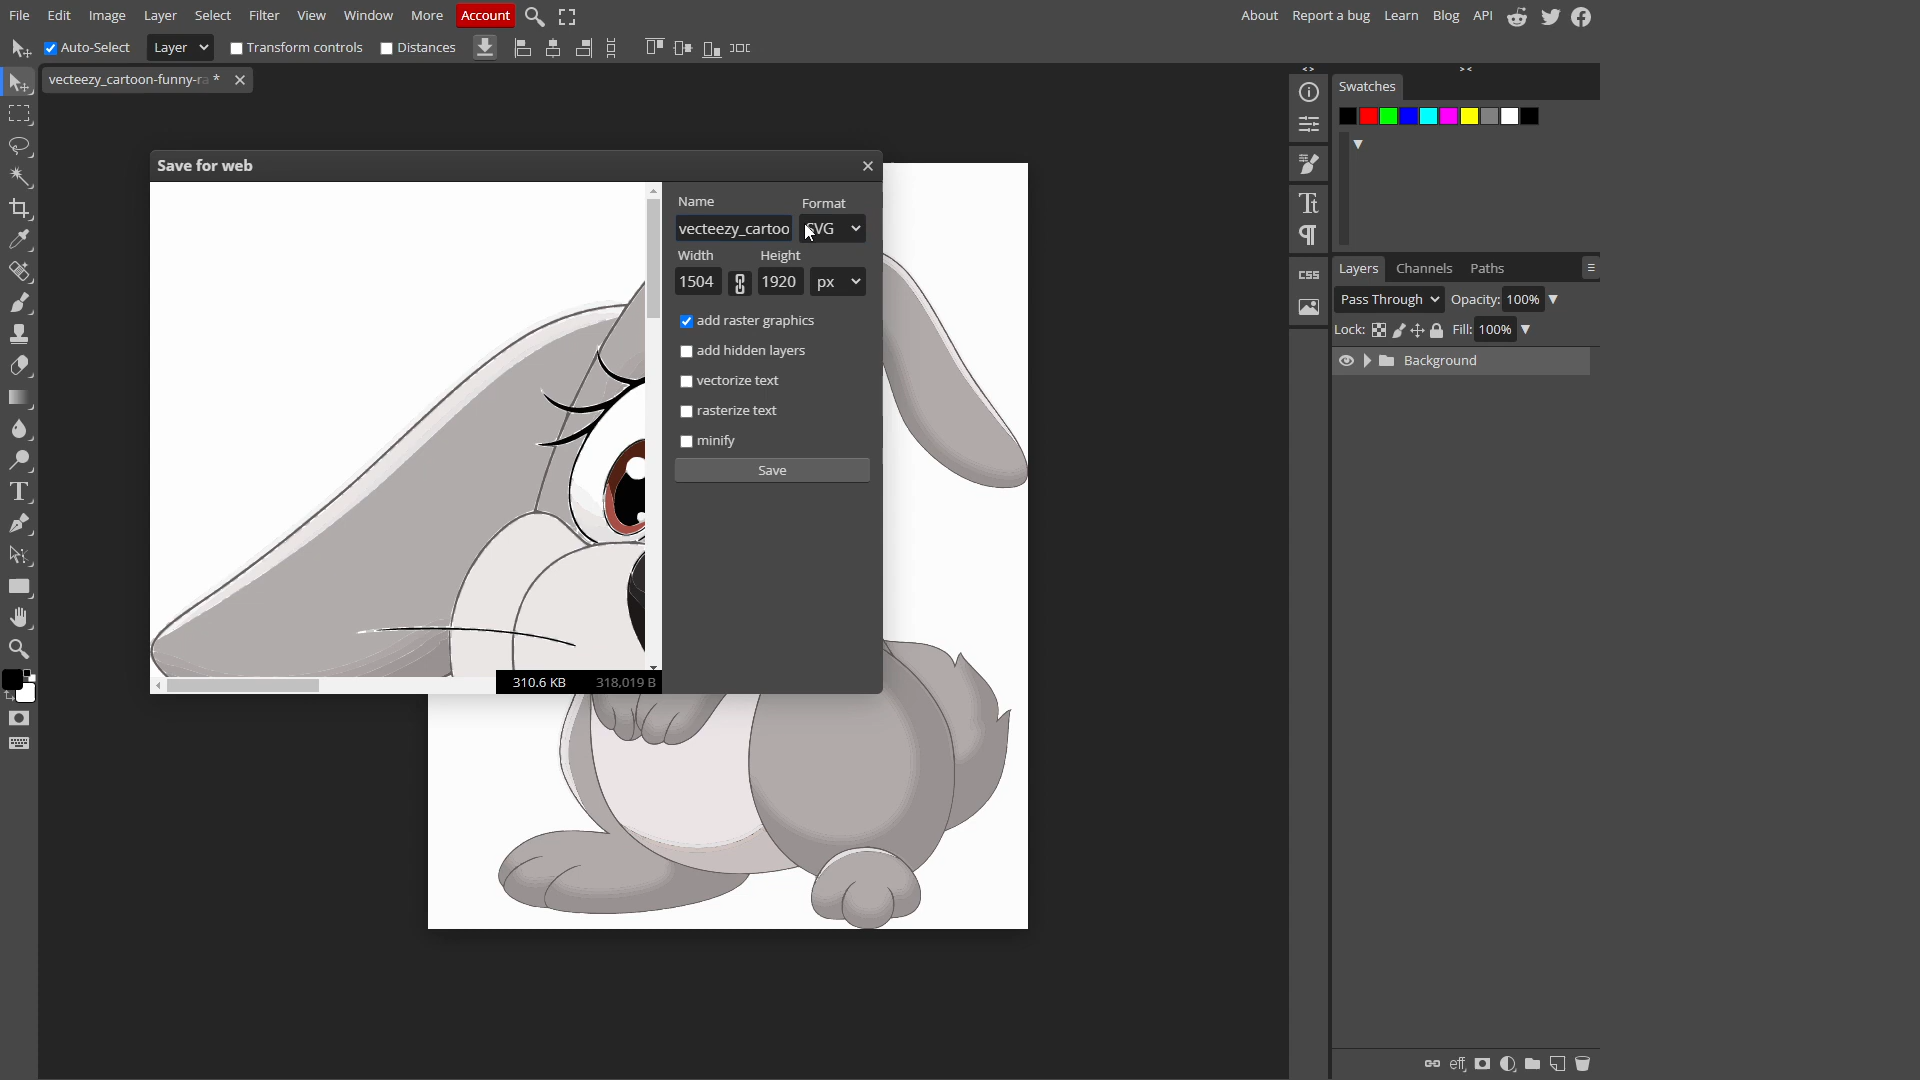 File Edit Image Layer Select Filter View Window More Account
About Report a bug Learn Blog API
Auto-Select Layer Transform controls Distances
vecteezy_cartoon-funny-ra *
Swatches
Save for web
Name Format
vecteezy_cartoo SVG
Width Height
1504 1920 px
add raster graphics
add hidden layers
vectorize text
rasterize text
minify
Save
310.6 KB 318,019 B
CSS
Layers Channels Paths
Pass Through Opacity: 100%
Lock: Fill: 100%
Background
eff